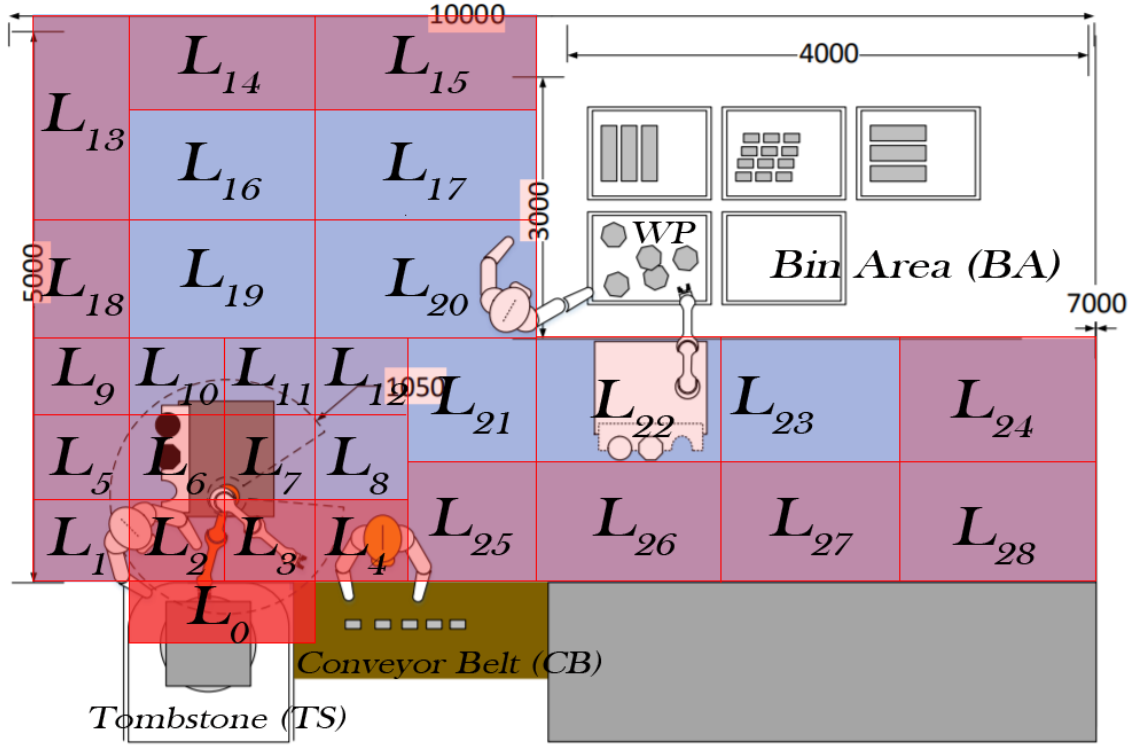 10000
4000
L14 L15
L13
L16 L17
3000
WP
5000
L18 L19 L20
Bin Area (BA)
7000
L9 L10 L11 L12
1050
L21 L22 L23 L24
L5 L6 L7 L8
L1 L2 L3 L4
L25 L26 L27 L28
L0
Conveyor Belt (CB)
Tombstone (TS)